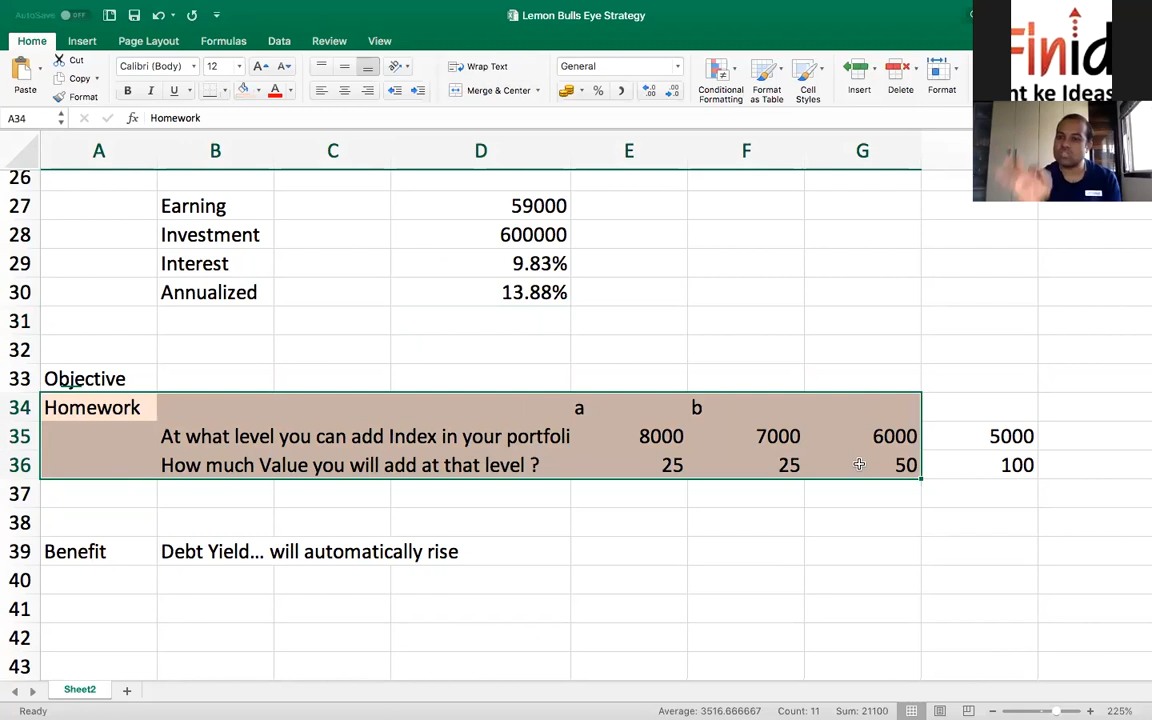 AutoSave OFF
Lemon Bulls Eye Strategy
Home Insert Page Layout Formulas Data Review View
Paste
Cut
Copy
Format
Calibri (Body) 12
B I U
Wrap Text
Merge & Center
General
Conditional Formatting
Format as Table
Cell Styles
Insert Delete Format
A34 fx Homework
A B C D E F G
26
27 Earning 59000
28 Investment 600000
29 Interest 9.83%
30 Annualized 13.88%
31
32
33 Objective
34 Homework a b
35 At what level you can add Index in your portfoli 8000 7000 6000 5000
36 How much Value you will add at that level ? 25 25 50 100
37
38
39 Benefit Debt Yield... will automatically rise
40
41
42
43
Sheet2
Ready Average: 3516.666667 Count: 11 Sum: 21100 225%
Finid
nt ke Ideas